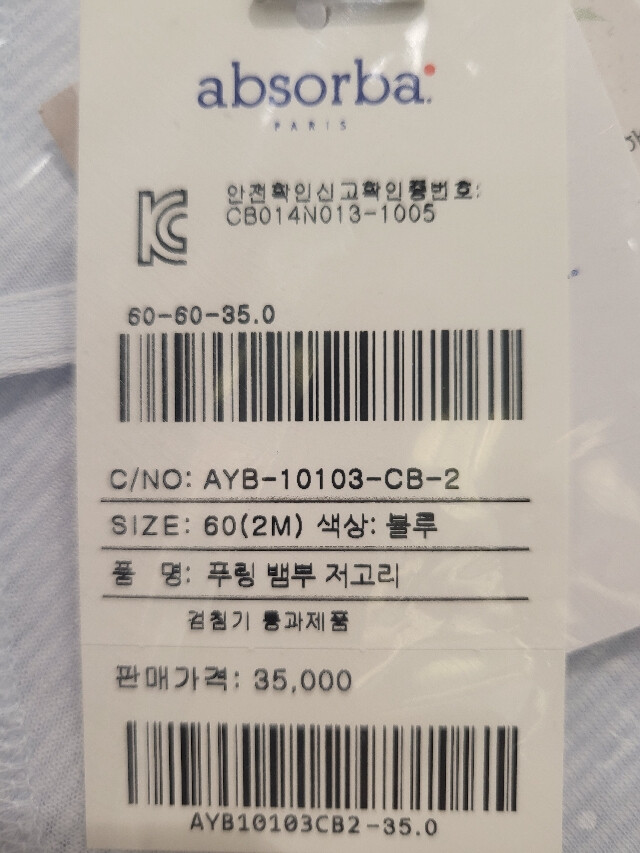 absorba.
PARIS
안전확인신고확인증번호:
CB014N013-1005
60-60-35.0
C/NO: AYB-10103-CB-2
SIZE: 60(2M) 색상: 블루
품 명: 푸링 뱀부 저고리
검침기 통과제품
판매가격: 35,000
AYB10103CB2-35.0